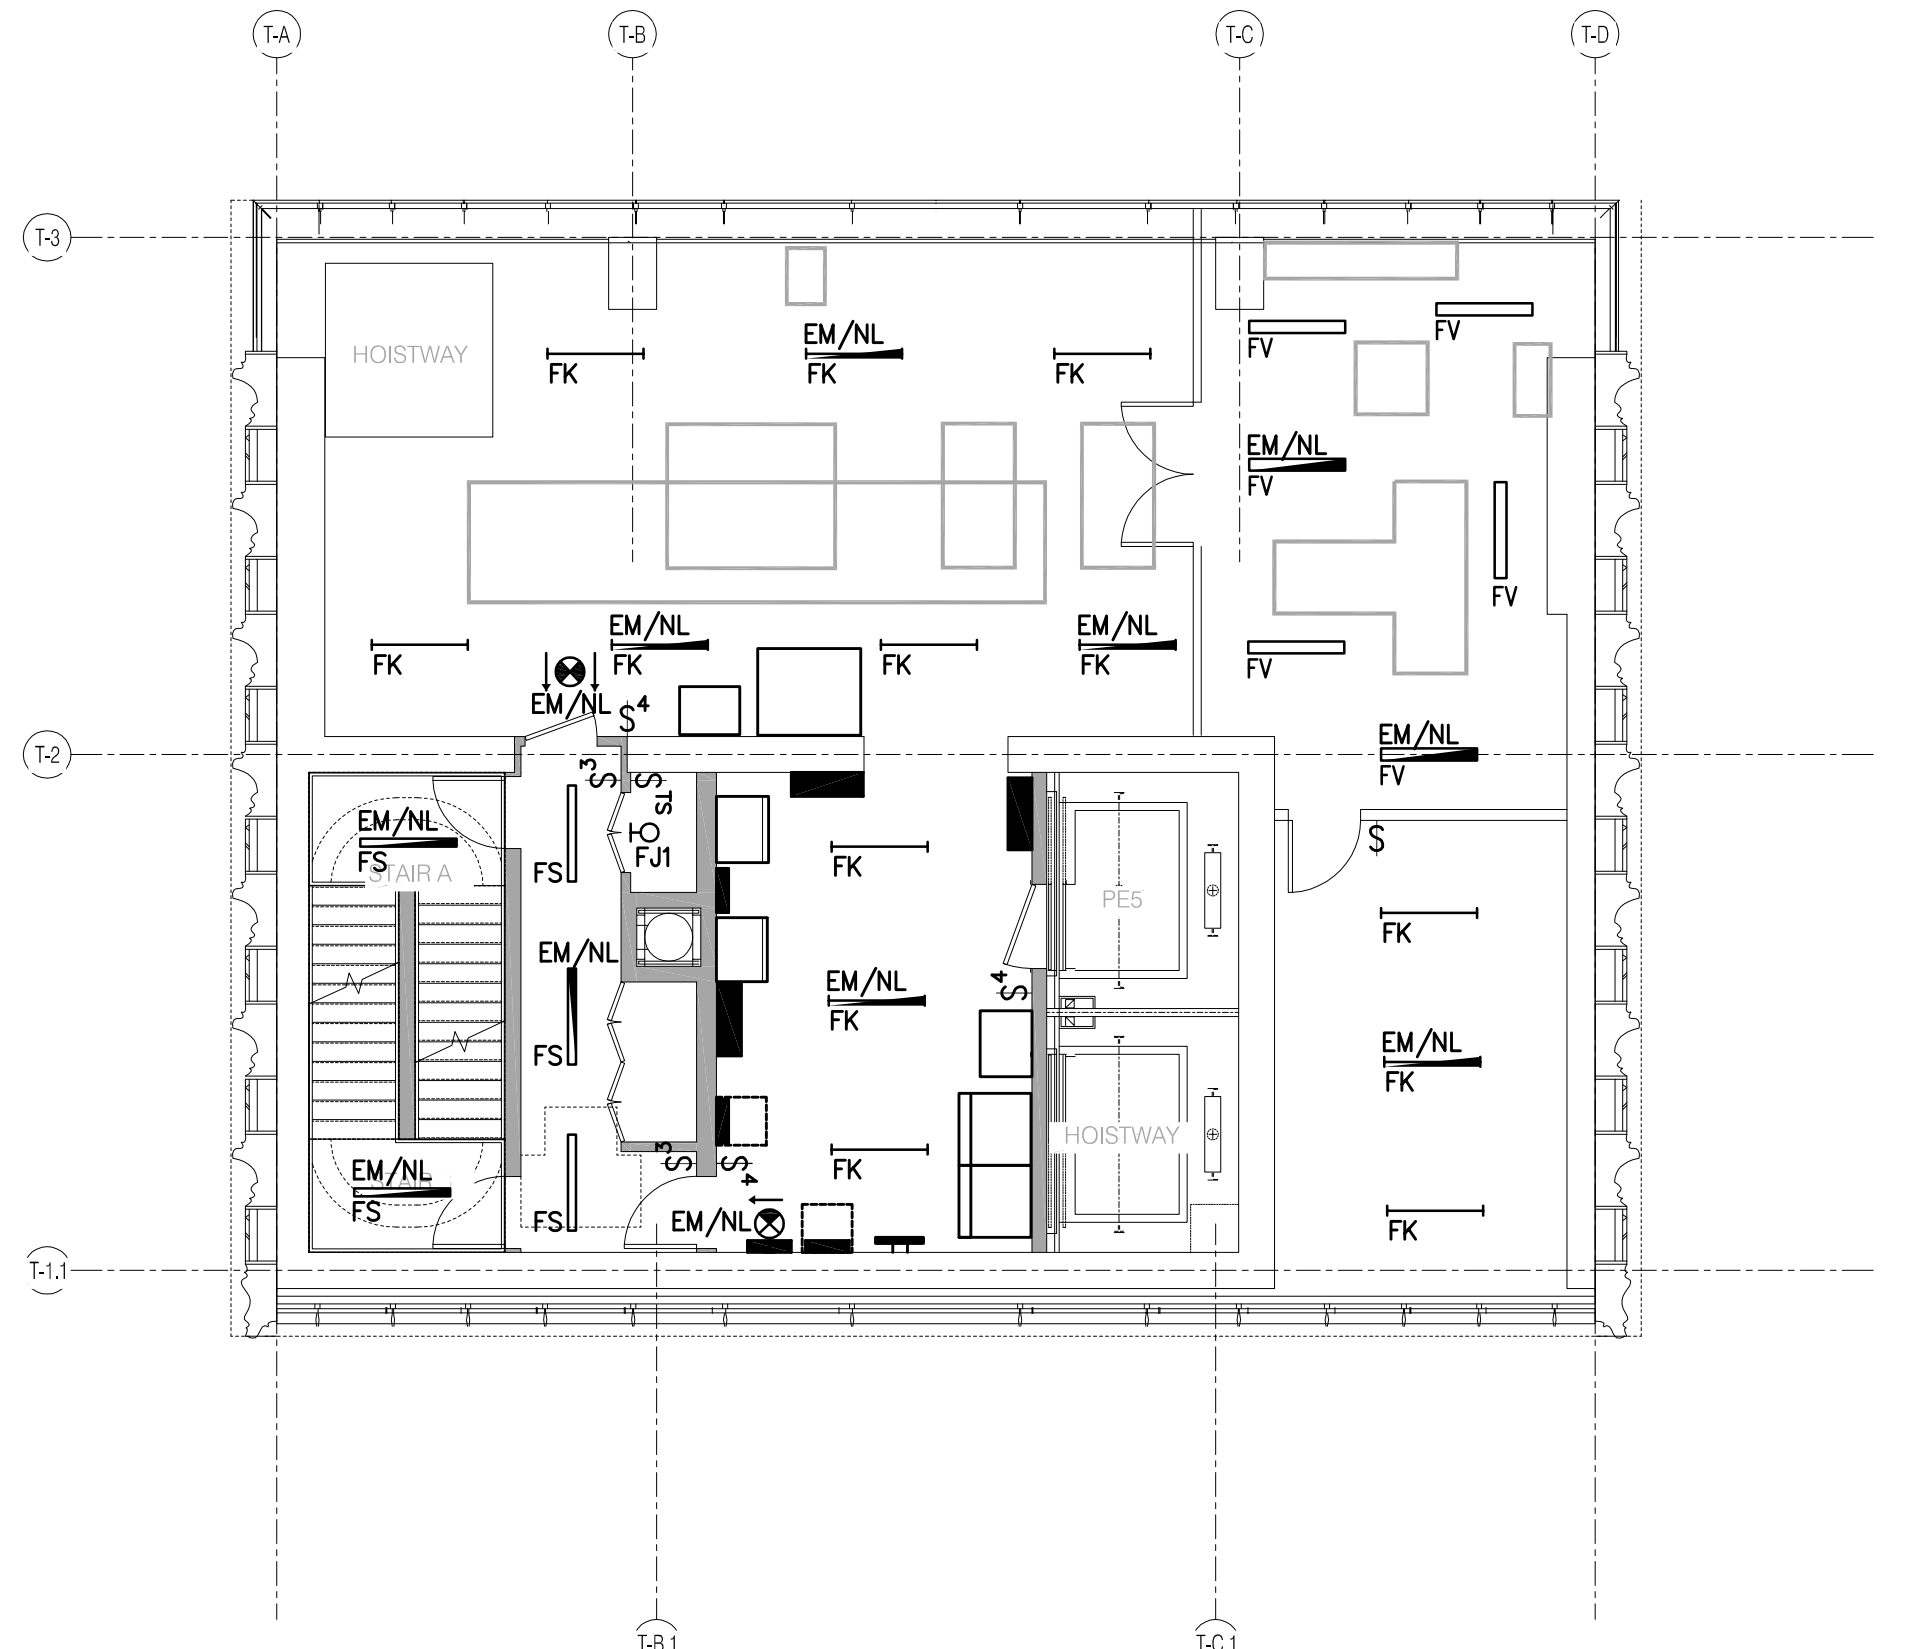 T-A
T-B
T-C
T-D
T-3
HOISTWAY
EM/NL
FK
FK
FK
FV
FV
EM/NL
FV
FV
EM/NL
FK
FK
FK
EM/NL
FK
FV
EM/NL
S4
T-2
EM/NL
FV
S3
S
TS
EM/NL
FS
STAIR A
FS
FJ1
FK
PE5
S
FK
EM/NL
FS
EM/NL
FK
S4
EM/NL
FK
HOISTWAY
FK
S3
S4
EM/NL
FS
FS
EM/NL
FK
T-1.1
T-B.1
T-C.1